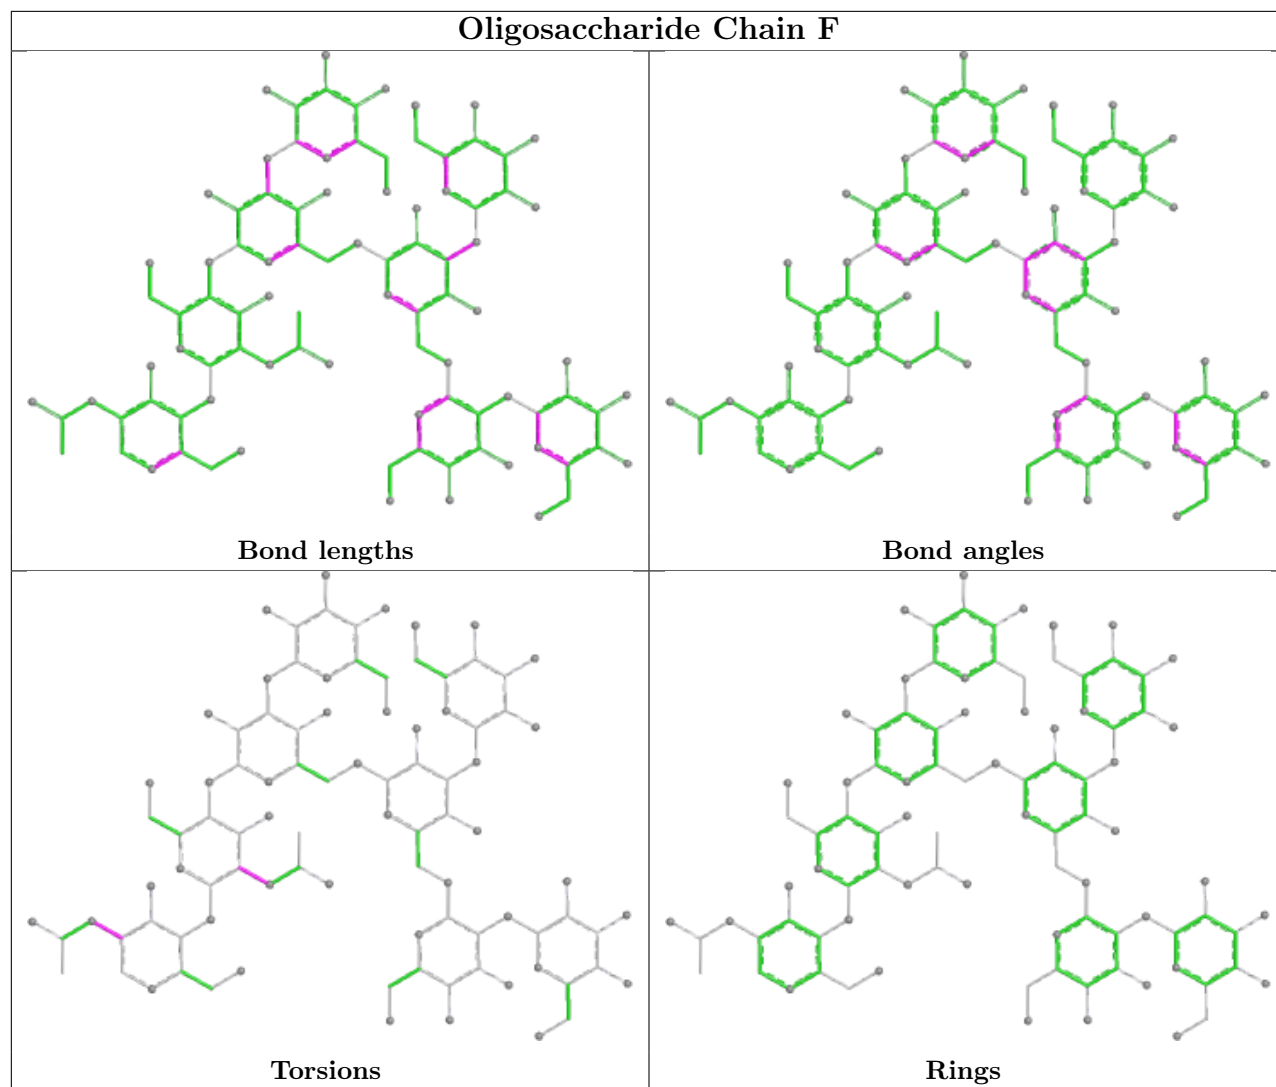 Oligosaccharide Chain F
Bond lengths
Bond angles
Torsions
Rings